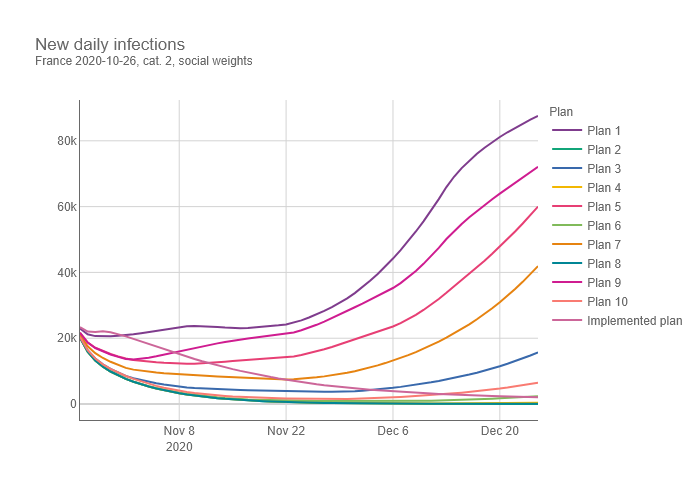 New daily infections
France 2020-10-26, cat. 2, social weights
Plan
Plan 1
Plan 2
Plan 3
Plan 4
Plan 5
Plan 6
Plan 7
Plan 8
Plan 9
Plan 10
Implemented plan
80k
60k
40k
20k
0
Nov 8
2020
Nov 22
Dec 6
Dec 20